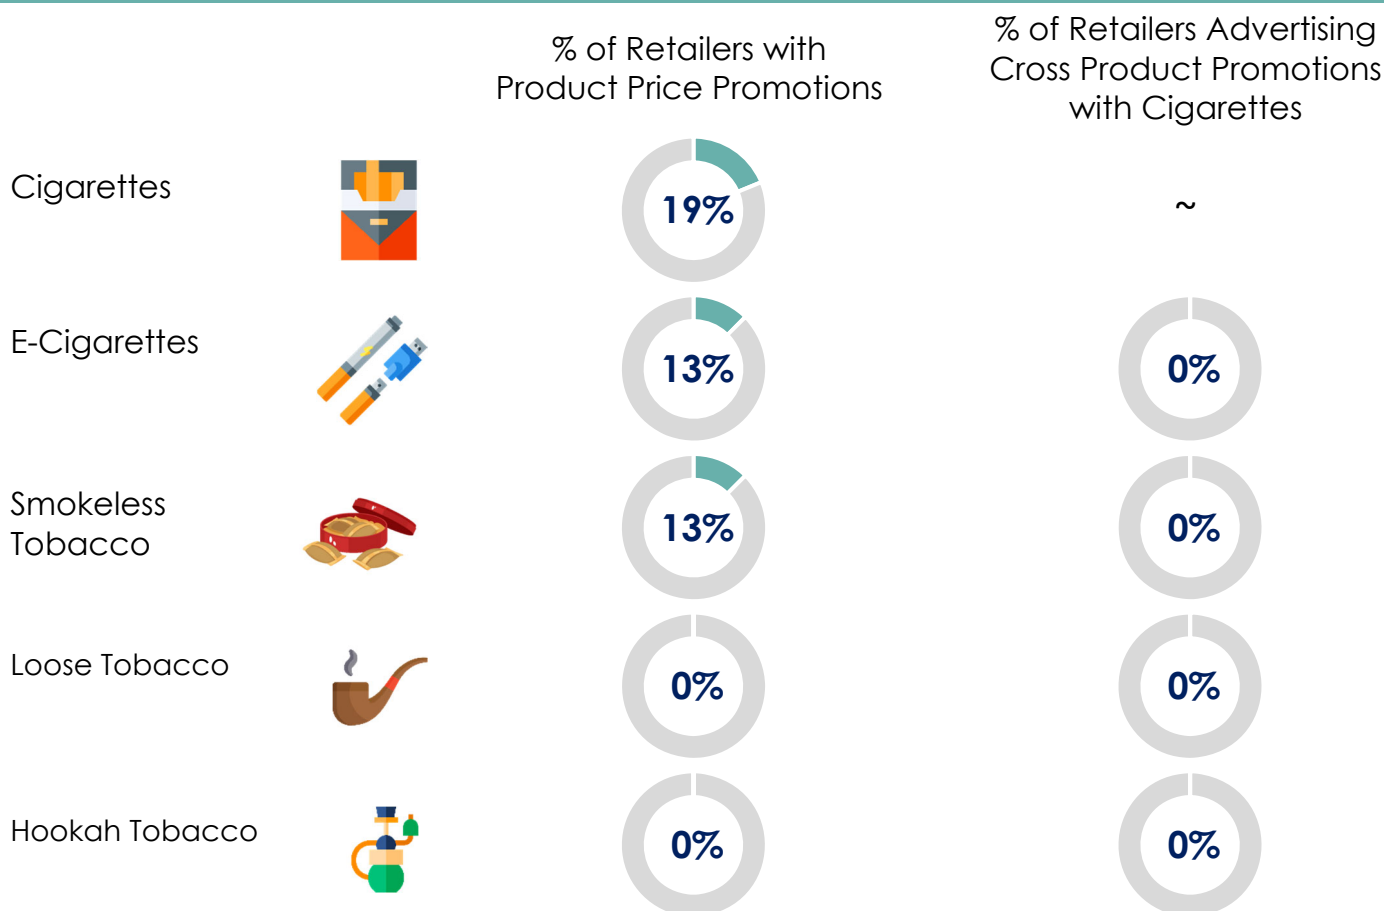 % of Retailers with
Product Price Promotions
% of Retailers Advertising
Cross Product Promotions
with Cigarettes
Cigarettes
19%
~
E-Cigarettes
13%
0%
Smokeless
Tobacco
13%
0%
Loose Tobacco
0%
0%
Hookah Tobacco
0%
0%